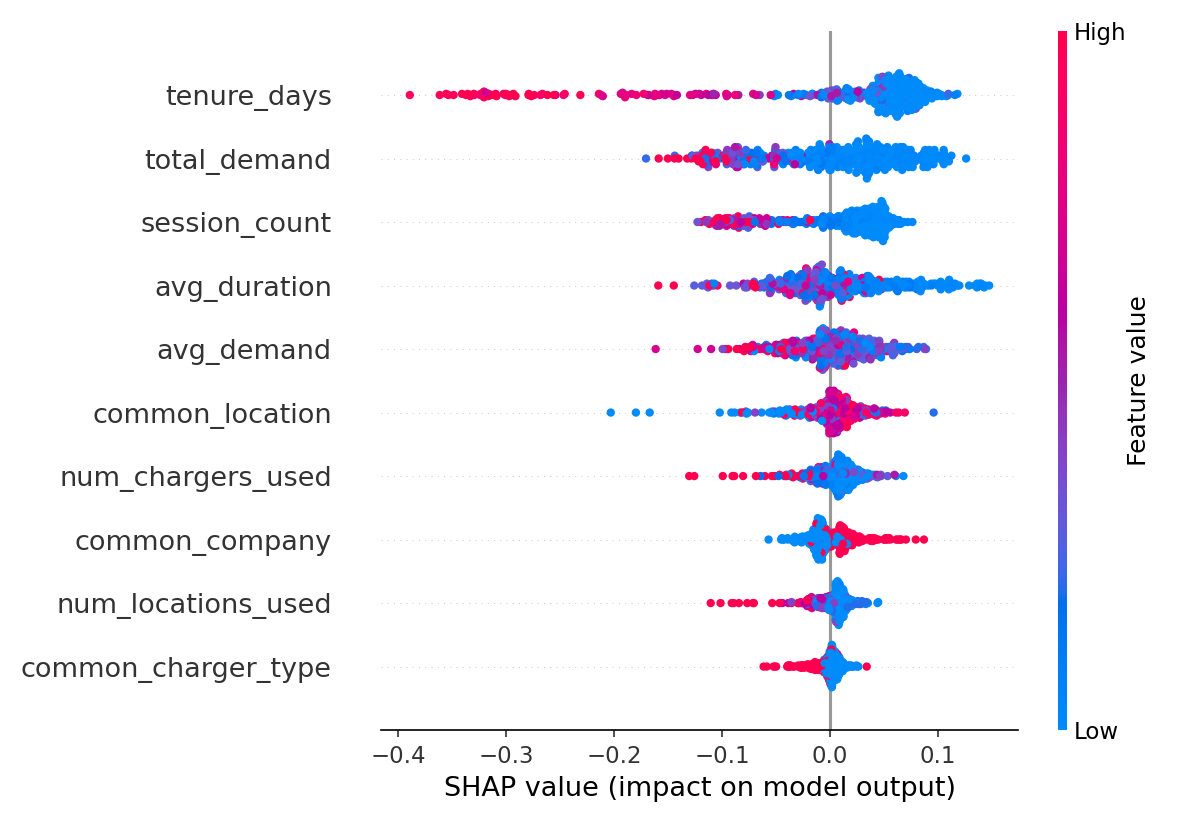 High
tenure_days
total_demand
session_count
avg_duration
avg_demand
common_location
num_chargers_used
common_company
num_locations_used
common_charger_type
Feature value
Low
−0.4 −0.3 −0.2 −0.1 0.0 0.1
SHAP value (impact on model output)